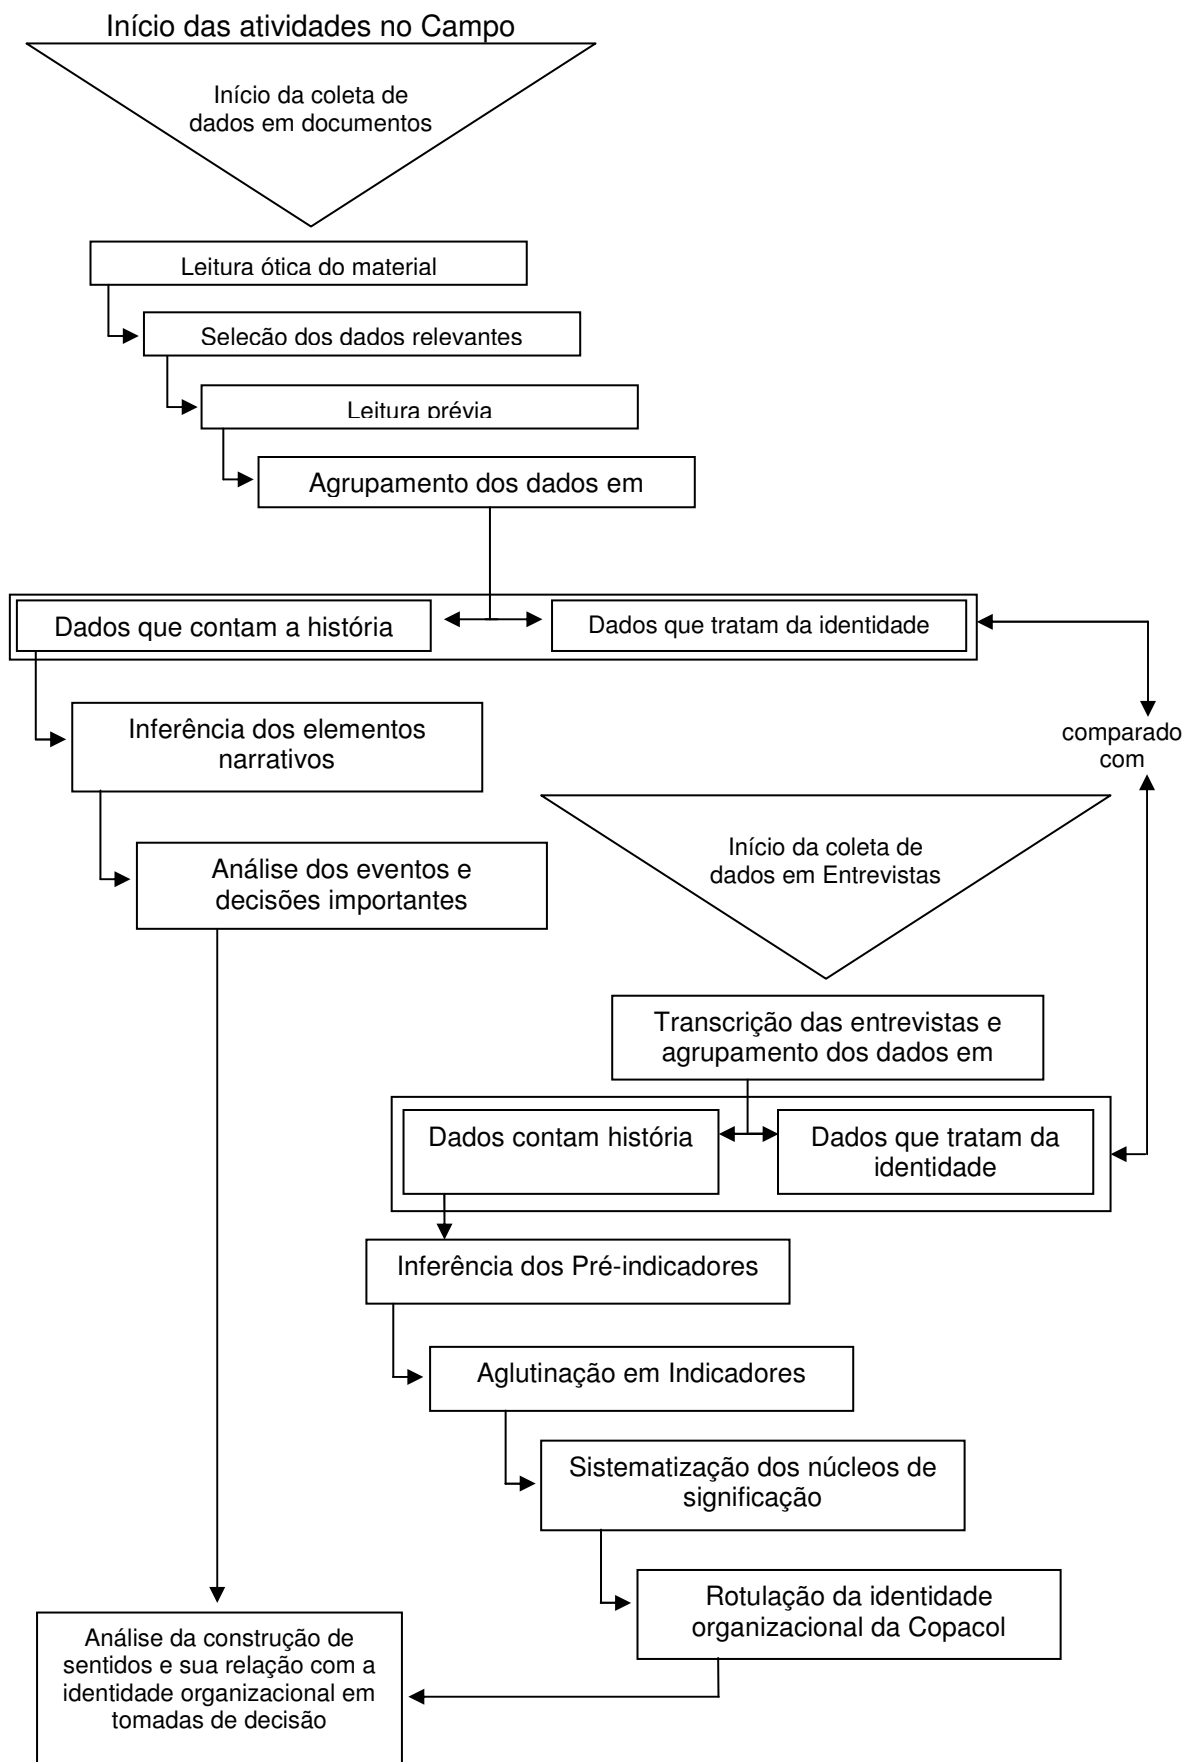 Início das atividades no Campo
Início da coleta de
dados em documentos
Leitura ótica do material
Selecão dos dados relevantes
Leitura prévia
Agrupamento dos dados em
Dados que contam a história
Dados que tratam da identidade
Inferência dos elementos
narrativos
comparado
com
Análise dos eventos e
decisões importantes
Início da coleta de
dados em Entrevistas
Transcrição das entrevistas e
agrupamento dos dados em
Dados contam história
Dados que tratam da
identidade
Inferência dos Pré-indicadores
Aglutinação em Indicadores
Sistematização dos núcleos de
significação
Rotulação da identidade
organizacional da Copacol
Análise da construção de
sentidos e sua relação com a
identidade organizacional em
tomadas de decisão